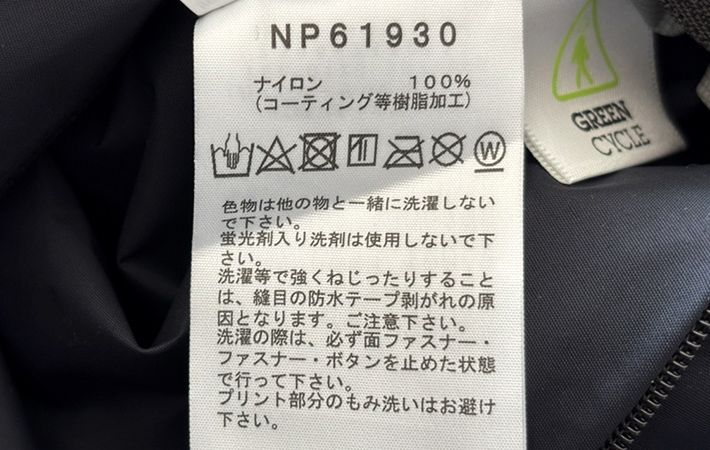 NP61930
ナイロン 100%
(コーティング等樹脂加工)
W
色物は他の物と一緒に洗濯しない
で下さい。
蛍光剤入り洗剤は使用しないで下
さい。
洗濯等で強くねじったりすること
は、縫目の防水テープ剥がれの原
因となります。ご注意下さい。
洗濯の際は、必ず面ファスナー・
ファスナー・ボタンを止めた状態
で行って下さい。
プリント部分のもみ洗いはお避け
下さい。
GREEN
CYCLE